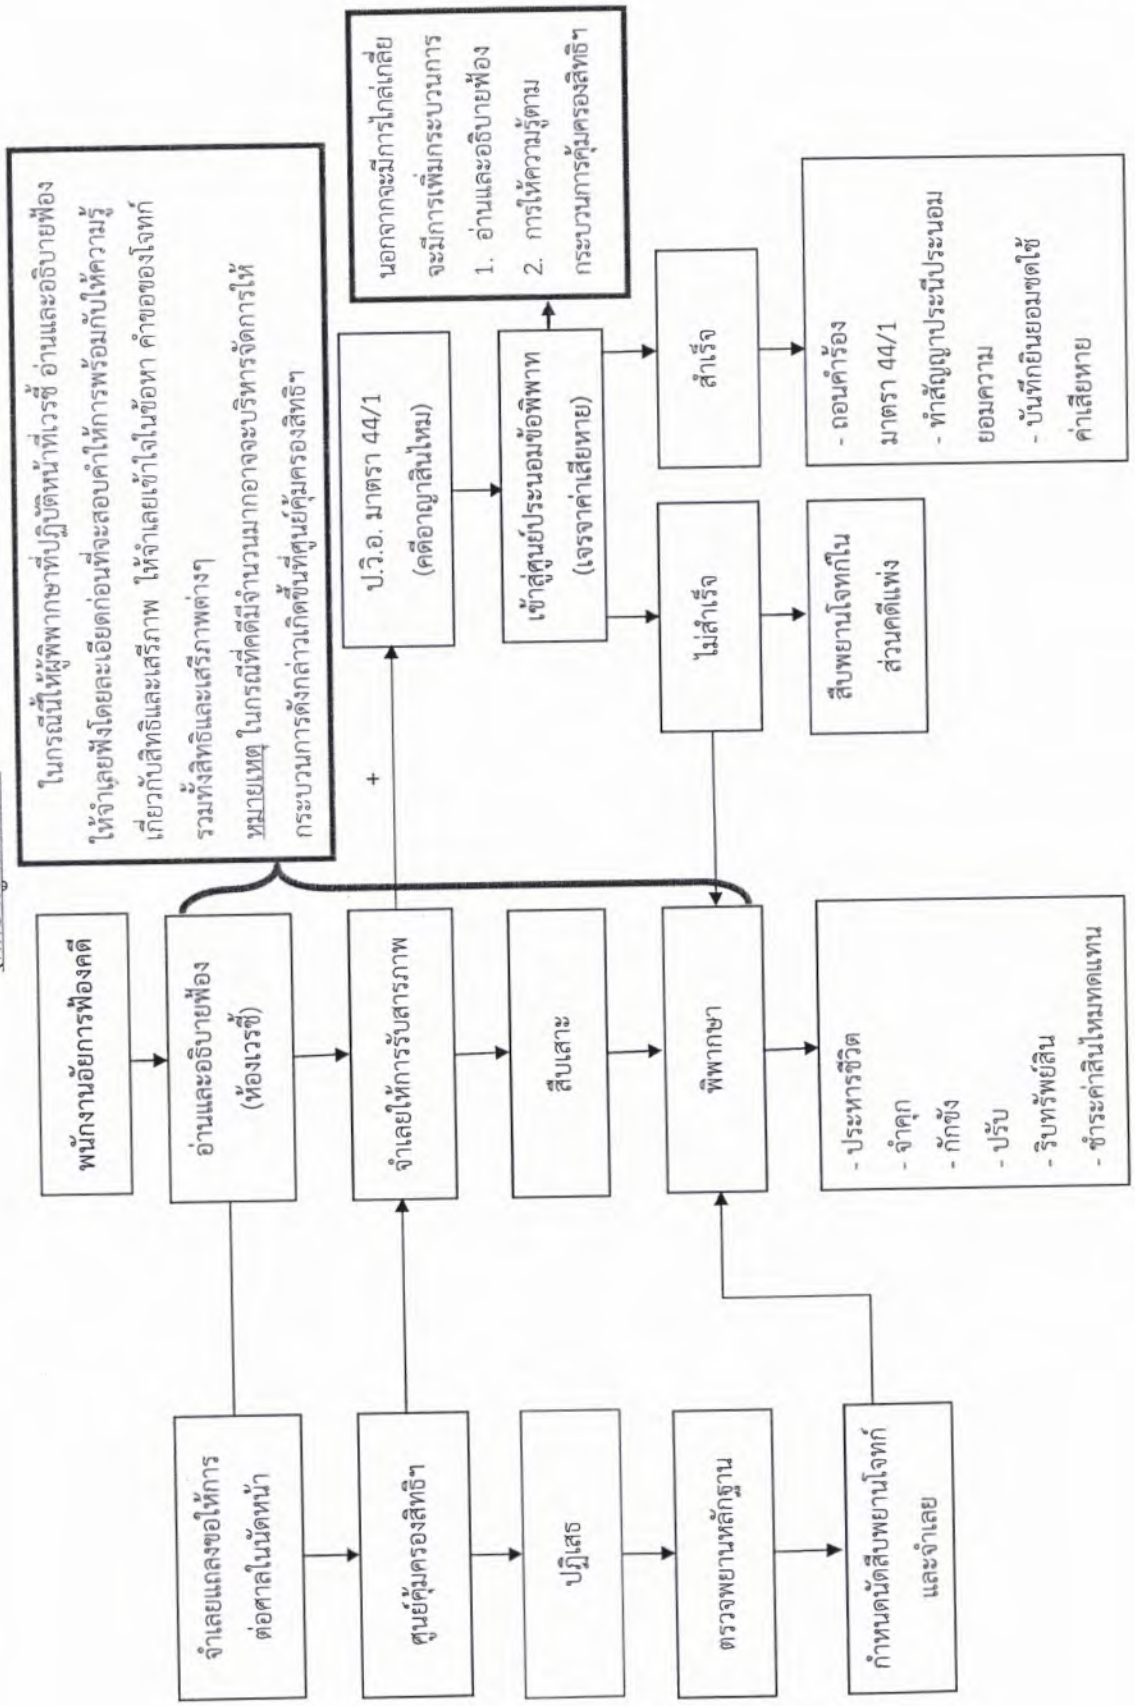 พนักงานอัยการฟ้องคดี
อ่านและอธิบายฟ้อง
(ห้องเวรชี้)
ในกรณีนี้ให้ผู้พิพากษาที่ปฏิบัติหน้าที่เวรชี้ อ่านและอธิบายฟ้อง
ให้จำเลยฟังโดยละเอียดก่อนที่จะสอบคำให้การพร้อมกับให้ความรู้
เกี่ยวกับสิทธิและเสรีภาพ ให้จำเลยเข้าใจในข้อหา คำขอของโจทก์
รวมทั้งสิทธิและเสรีภาพต่างๆ
หมายเหตุ ในกรณีที่คดีมีจำนวนมากอาจจะบริหารจัดการให้
กระบวนการดังกล่าวเกิดขึ้นที่ศูนย์คุ้มครองสิทธิฯ
จำเลยแถลงขอให้การ
ต่อศาลในนัดหน้า
ศูนย์คุ้มครองสิทธิฯ
จำเลยให้การรับสารภาพ
+
ป.วิ.อ. มาตรา 44/1
(คดีอาญาสินไหม)
นอกจากจะมีการไกล่เกลี่ย
จะมีการเพิ่มกระบวนการ
1. อ่านและอธิบายฟ้อง
2. การให้ความรู้ตาม
กระบวนการคุ้มครองสิทธิฯ
ปฏิเสธ
สืบเสาะ
เข้าสู่ศูนย์ประนอมข้อพิพาท
(เจรจาค่าเสียหาย)
ตรวจพยานหลักฐาน
พิพากษา
ไม่สำเร็จ
สำเร็จ
กำหนดนัดสืบพยานโจทก์
และจำเลย
- ประหารชีวิต
- จำคุก
- กักขัง
- ปรับ
- ริบทรัพย์สิน
- ชำระค่าสินไหมทดแทน
สืบพยานโจทก์ใน
ส่วนคดีแพ่ง
- ถอนคำร้อง
มาตรา 44/1
- ทำสัญญาประนีประนอม
ยอมความ
- บันทึกยินยอมชดใช้
ค่าเสียหาย